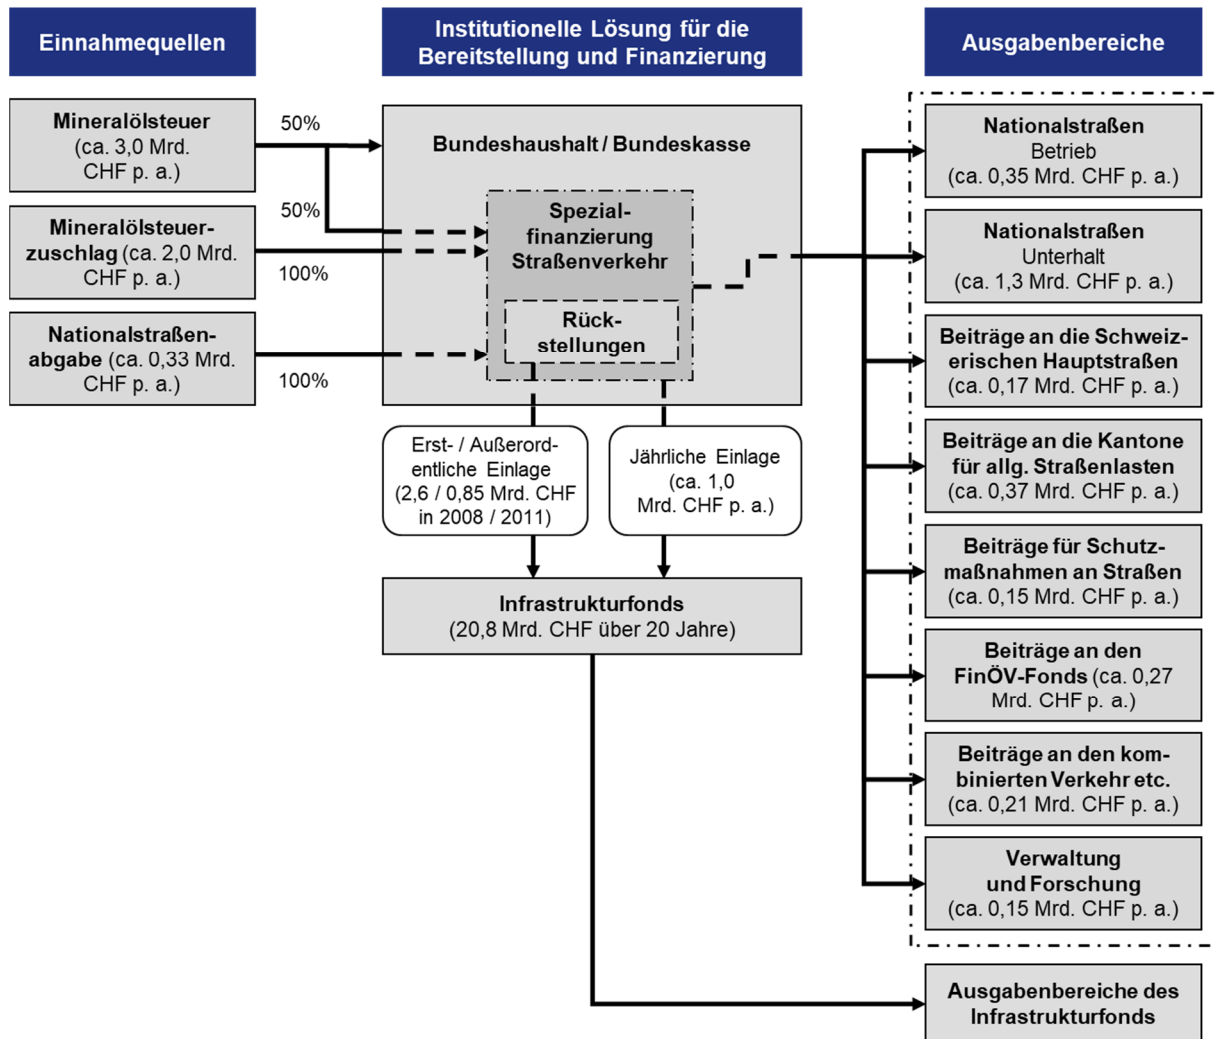 Einnahmequellen
Institutionelle Lösung für die
Bereitstellung und Finanzierung
Ausgabenbereiche
Mineralölsteuer
(ca. 3,0 Mrd.
CHF p. a.)
50%
50%
Mineralölsteuer-
zuschlag (ca. 2,0 Mrd.
CHF p. a.)
100%
Nationalstraßen-
abgabe (ca. 0,33 Mrd.
CHF p. a.)
100%
Bundeshaushalt / Bundeskasse
Spezial-
finanzierung
Straßenverkehr
Rück-
stellungen
Erst- / Außerord-
entliche Einlage
(2,6 / 0,85 Mrd. CHF
in 2008 / 2011)
Jährliche Einlage
(ca. 1,0
Mrd. CHF p. a.)
Infrastrukturfonds
(20,8 Mrd. CHF über 20 Jahre)
Nationalstraßen
Betrieb
(ca. 0,35 Mrd. CHF p. a.)
Nationalstraßen
Unterhalt
(ca. 1,3 Mrd. CHF p. a.)
Beiträge an die Schweiz-
erischen Hauptstraßen
(ca. 0,17 Mrd. CHF p. a.)
Beiträge an die Kantone
für allg. Straßenlasten
(ca. 0,37 Mrd. CHF p. a.)
Beiträge für Schutz-
maßnahmen an Straßen
(ca. 0,15 Mrd. CHF p. a.)
Beiträge an den
FinÖV-Fonds (ca. 0,27
Mrd. CHF p. a.)
Beiträge an den kom-
binierten Verkehr etc.
(ca. 0,21 Mrd. CHF p. a.)
Verwaltung
und Forschung
(ca. 0,15 Mrd. CHF p. a.)
Ausgabenbereiche des
Infrastrukturfonds